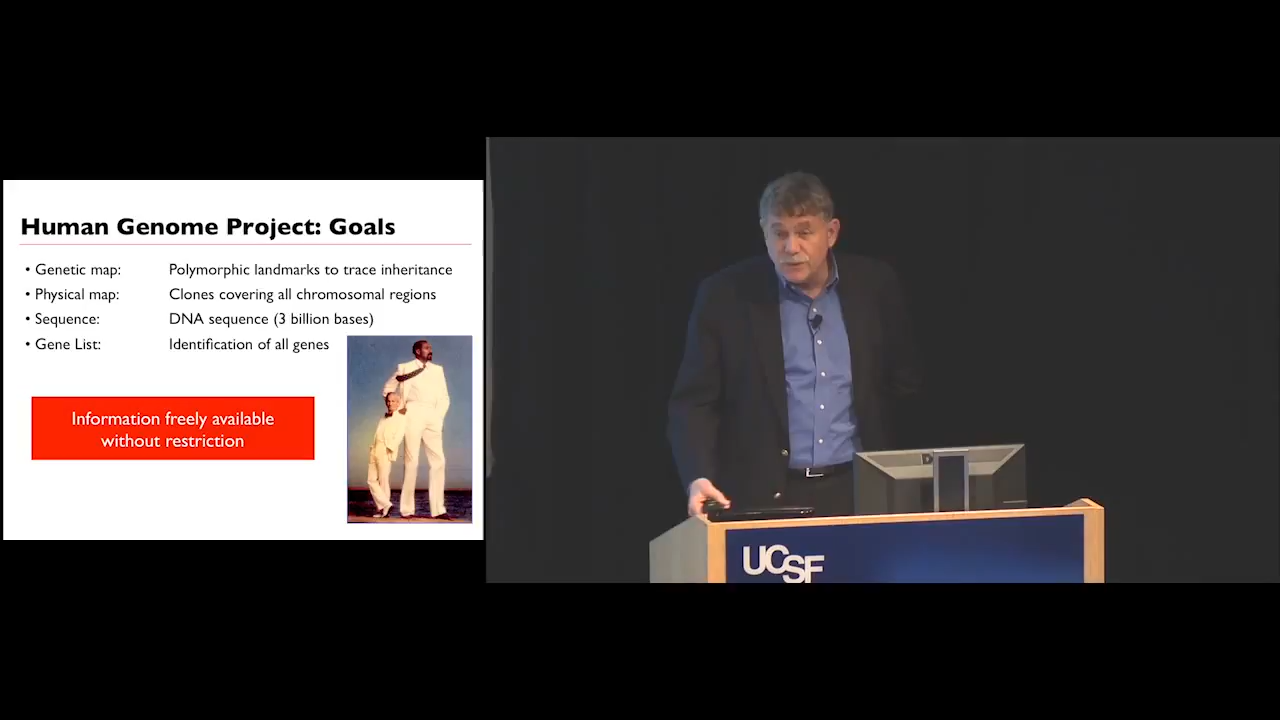 Human Genome Project: Goals
• Genetic map: Polymorphic landmarks to trace inheritance
• Physical map: Clones covering all chromosomal regions
• Sequence: DNA sequence (3 billion bases)
• Gene List: Identification of all genes
Information freely available
without restriction
UCSF